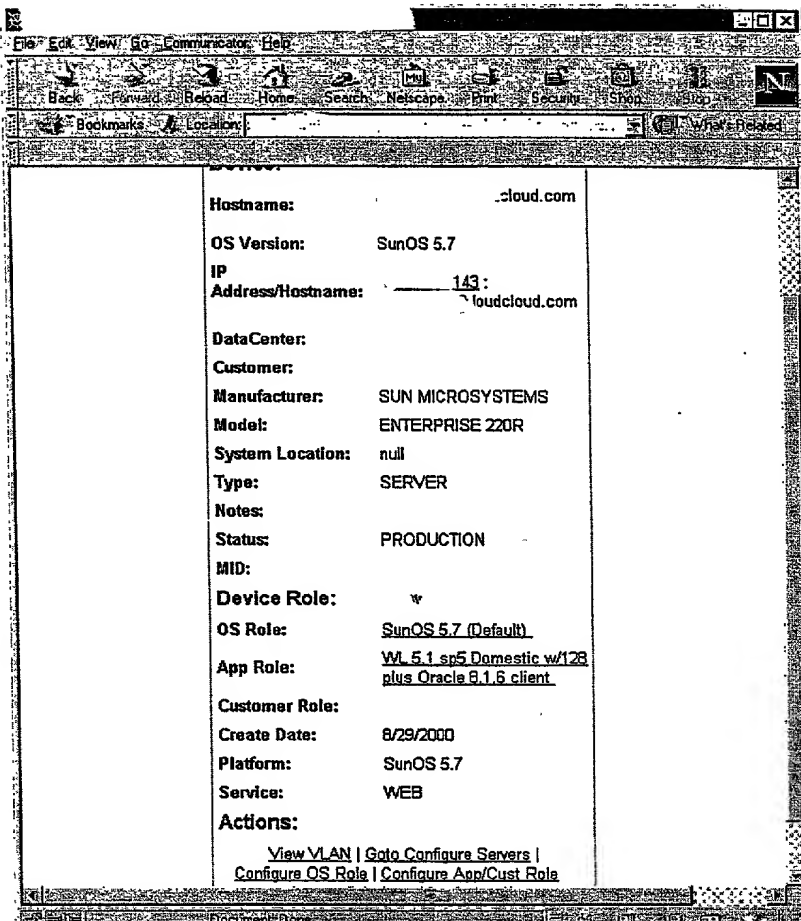 File Edit View Go Communicator Help
Back Forward Reload Home Search Netscape Print Security Shop Stop
Bookmarks Location: What's Related
Hostname: .cloud.com
OS Version: SunOS 5.7
IP
Address/Hostname: 143 :
loudcloud.com
DataCenter:
Customer:
Manufacturer: SUN MICROSYSTEMS
Model: ENTERPRISE 220R
System Location: null
Type: SERVER
Notes:
Status: PRODUCTION
MID:
Device Role:
OS Role: SunOS 5.7 (Default)
App Role: WL 5.1 sp5 Domestic w/128
plus Oracle 8.1.6 client
Customer Role:
Create Date: 8/29/2000
Platform: SunOS 5.7
Service: WEB
Actions:
View VLAN | Goto Configure Servers |
Configure OS Role | Configure App/Cust Role